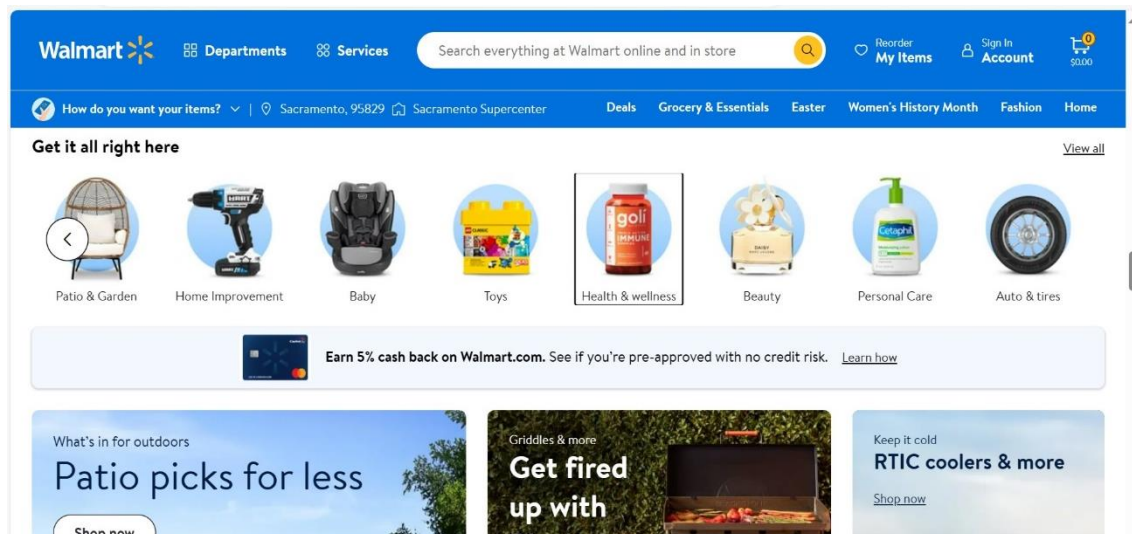 Walmart
Departments
Services
Search everything at Walmart online and in store
Reorder
My Items
Sign In
Account
0
$0.00
How do you want your items?
Sacramento, 95829
Sacramento Supercenter
Deals
Grocery & Essentials
Easter
Women's History Month
Fashion
Home
Get it all right here
View all
HART
goli
IMMUNE
DAISY
Cetaphil
Patio & Garden
Home Improvement
Baby
Toys
Health & wellness
Beauty
Personal Care
Auto & tires
Earn 5% cash back on Walmart.com. See if you're pre-approved with no credit risk. Learn how
What's in for outdoors
Patio picks for less
Shop now
Griddles & more
Get fired
up with
Keep it cold
RTIC coolers & more
Shop now